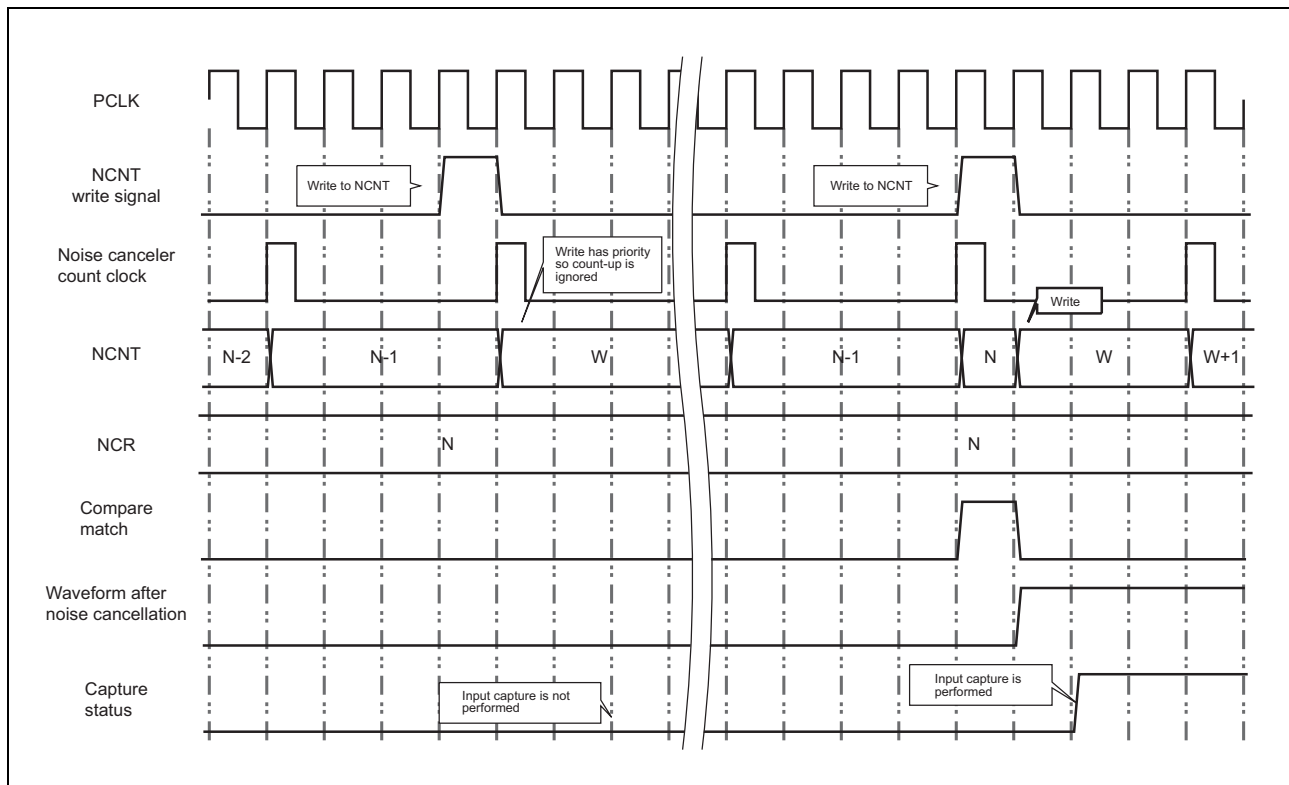 PCLK
NCNT
write signal
Write to NCNT
Write to NCNT
Noise canceler
count clock
Write has priority
so count-up is
ignored
Write
NCNT
N-2
N-1
W
N-1
N
W
W+1
NCR
N
N
Compare
match
Waveform after
noise cancellation
Capture
status
Input capture is not
performed
Input capture is
performed